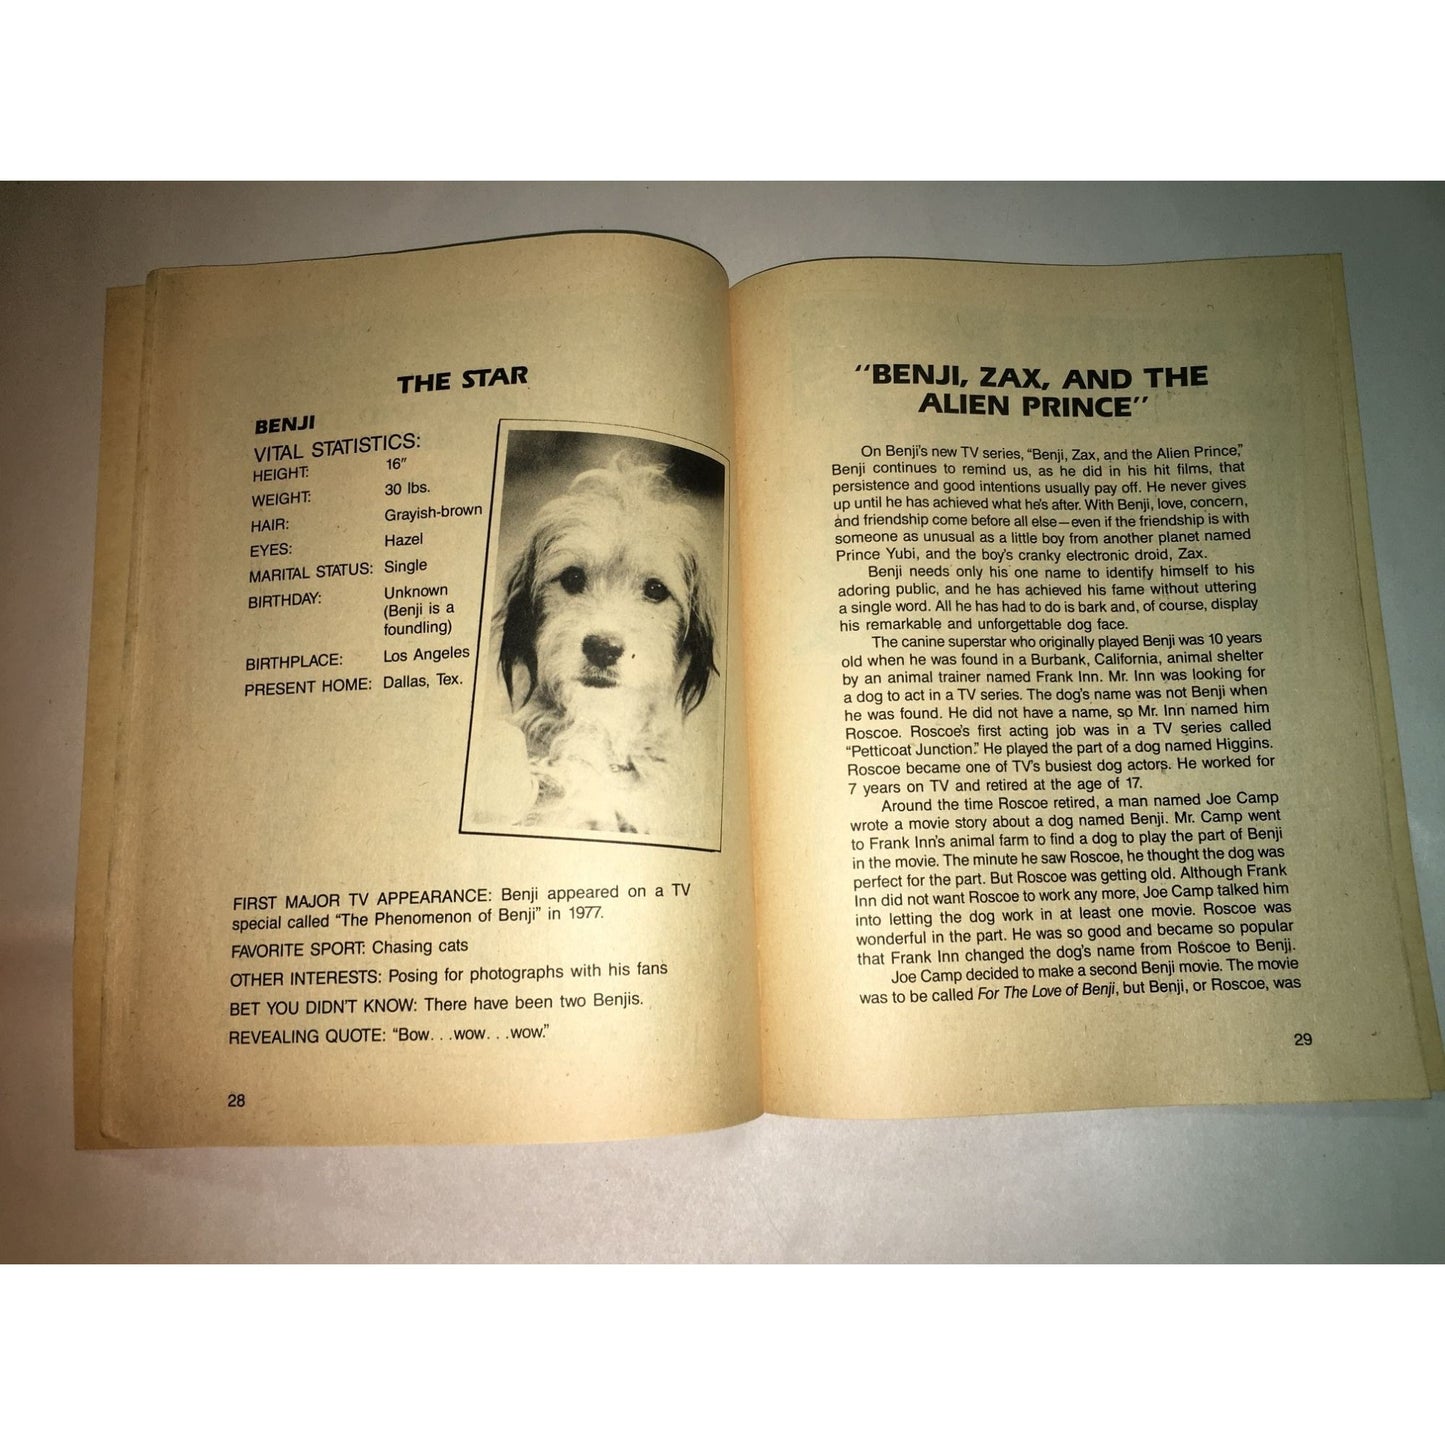 THE STAR
BENJI
VITAL STATISTICS:
HEIGHT: 16"
WEIGHT: 30 lbs.
HAIR: Grayish-brown
EYES: Hazel
MARITAL STATUS: Single
BIRTHDAY: Unknown
(Benji is a
foundling)
BIRTHPLACE: Los Angeles
PRESENT HOME: Dallas, Tex.
FIRST MAJOR TV APPEARANCE: Benji appeared on a TV
special called “The Phenomenon of Benji” in 1977.
FAVORITE SPORT: Chasing cats
OTHER INTERESTS: Posing for photographs with his fans
BET YOU DIDN'T KNOW: There have been two Benjis.
REVEALING QUOTE: “Bow. . .wow. . .wow.”
28
“BENJI, ZAX, AND THE
ALIEN PRINCE”
On Benji's new TV series, “Benji, Zax, and the Alien Prince,”
Benji continues to remind us, as he did in his hit films, that
persistence and good intentions usually pay off. He never gives
up until he has achieved what he's after. With Benji, love, concern,
and friendship come before all else—even if the friendship is with
someone as unusual as a little boy from another planet named
Prince Yubi, and the boy's cranky electronic droid, Zax.
Benji needs only his one name to identify himself to his
adoring public, and he has achieved his fame without uttering
a single word. All he has had to do is bark and, of course, display
his remarkable and unforgettable dog face.
The canine superstar who originally played Benji was 10 years
old when he was found in a Burbank, California, animal shelter
by an animal trainer named Frank Inn. Mr. Inn was looking for
a dog to act in a TV series. The dog's name was not Benji when
he was found. He did not have a name, so Mr. Inn named him
Roscoe. Roscoe's first acting job was in a TV series called
“Petticoat Junction.” He played the part of a dog named Higgins.
Roscoe became one of TV's busiest dog actors. He worked for
7 years on TV and retired at the age of 17.
Around the time Roscoe retired, a man named Joe Camp
wrote a movie story about a dog named Benji. Mr. Camp went
to Frank Inn's animal farm to find a dog to play the part of Benji
in the movie. The minute he saw Roscoe, he thought the dog was
perfect for the part. But Roscoe was getting old. Although Frank
Inn did not want Roscoe to work any more, Joe Camp talked him
into letting the dog work in at least one movie. Roscoe was
wonderful in the part. He was so good and became so popular
that Frank Inn changed the dog's name from Roscoe to Benji.
Joe Camp decided to make a second Benji movie. The movie
was to be called For The Love of Benji, but Benji, or Roscoe, was
29